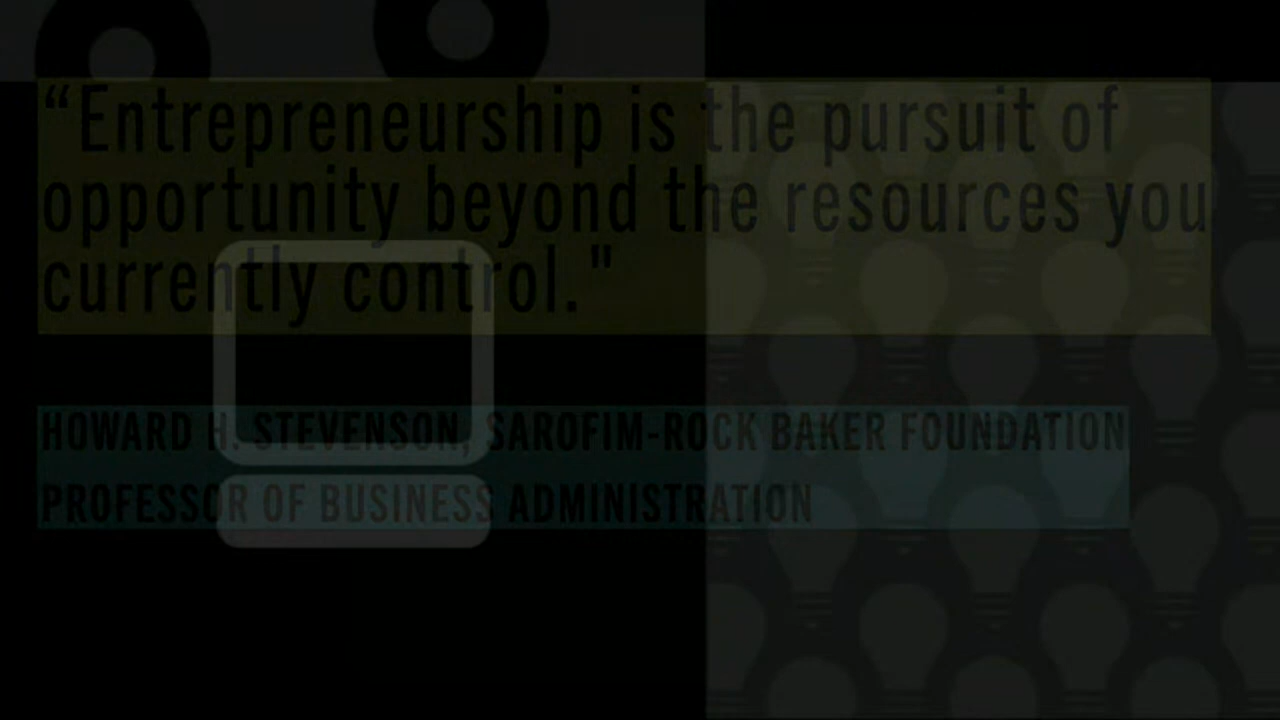 “Entrepreneurship is the pursuit of
opportunity beyond the resources you
currently control."
HOWARD H. STEVENSON, SAROFIM-ROCK BAKER FOUNDATION
PROFESSOR OF BUSINESS ADMINISTRATION